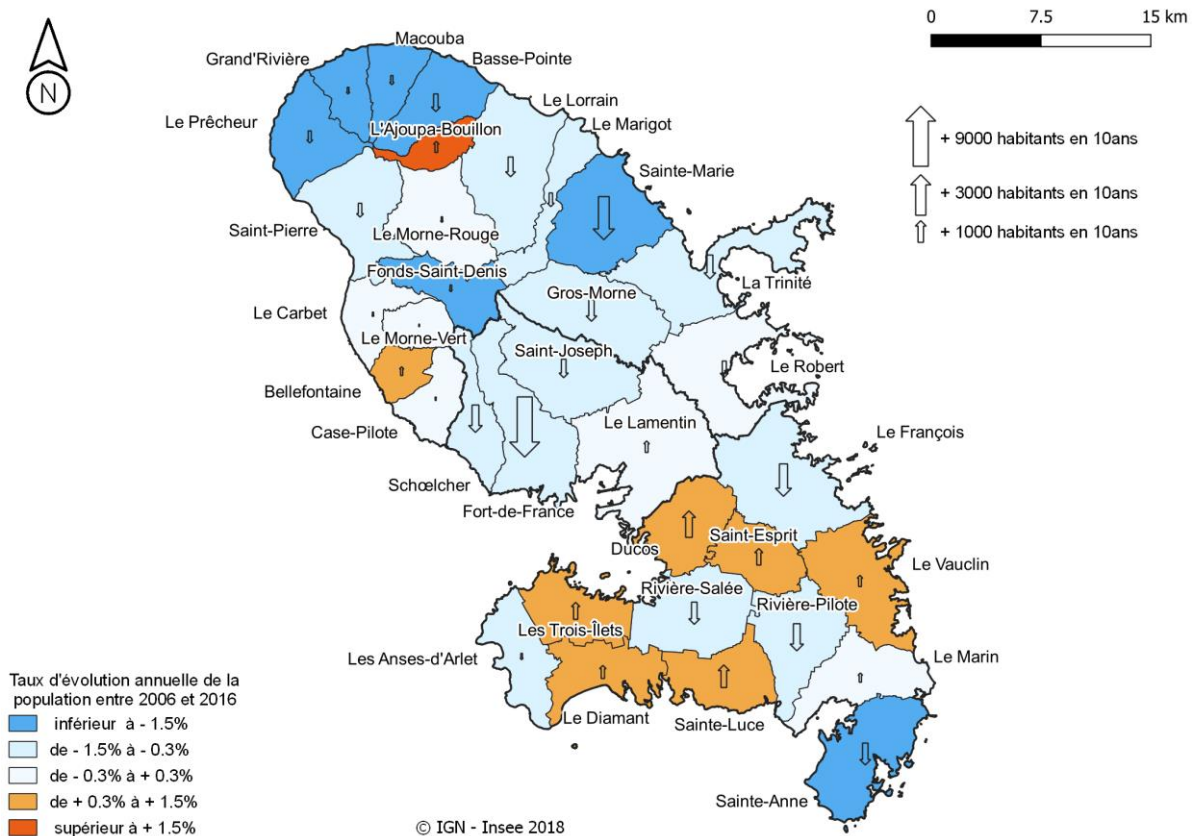 0 7.5 15 km
N
Macouba
Grand'Rivière
Basse-Pointe
Le Prêcheur
Le Lorrain
L'Ajoupa-Bouillon
Le Marigot
+ 9000 habitants en 10ans
+ 3000 habitants en 10ans
+ 1000 habitants en 10ans
Sainte-Marie
Saint-Pierre
Le Morne-Rouge
Fonds-Saint-Denis
La Trinité
Gros-Morne
Le Carbet
Le Morne-Vert
Saint-Joseph
Le Robert
Bellefontaine
Le Lamentin
Case-Pilote
Le François
Schœlcher
Fort-de-France
Ducos
Saint-Esprit
Le Vauclin
Rivière-Salée
Rivière-Pilote
Les Trois-Îlets
Les Anses-d'Arlet
Le Marin
Le Diamant
Sainte-Luce
Sainte-Anne
Taux d'évolution annuelle de la
population entre 2006 et 2016
inférieur à - 1.5%
de - 1.5% à - 0.3%
de - 0.3% à + 0.3%
de + 0.3% à + 1.5%
supérieur à + 1.5%
© IGN - Insee 2018